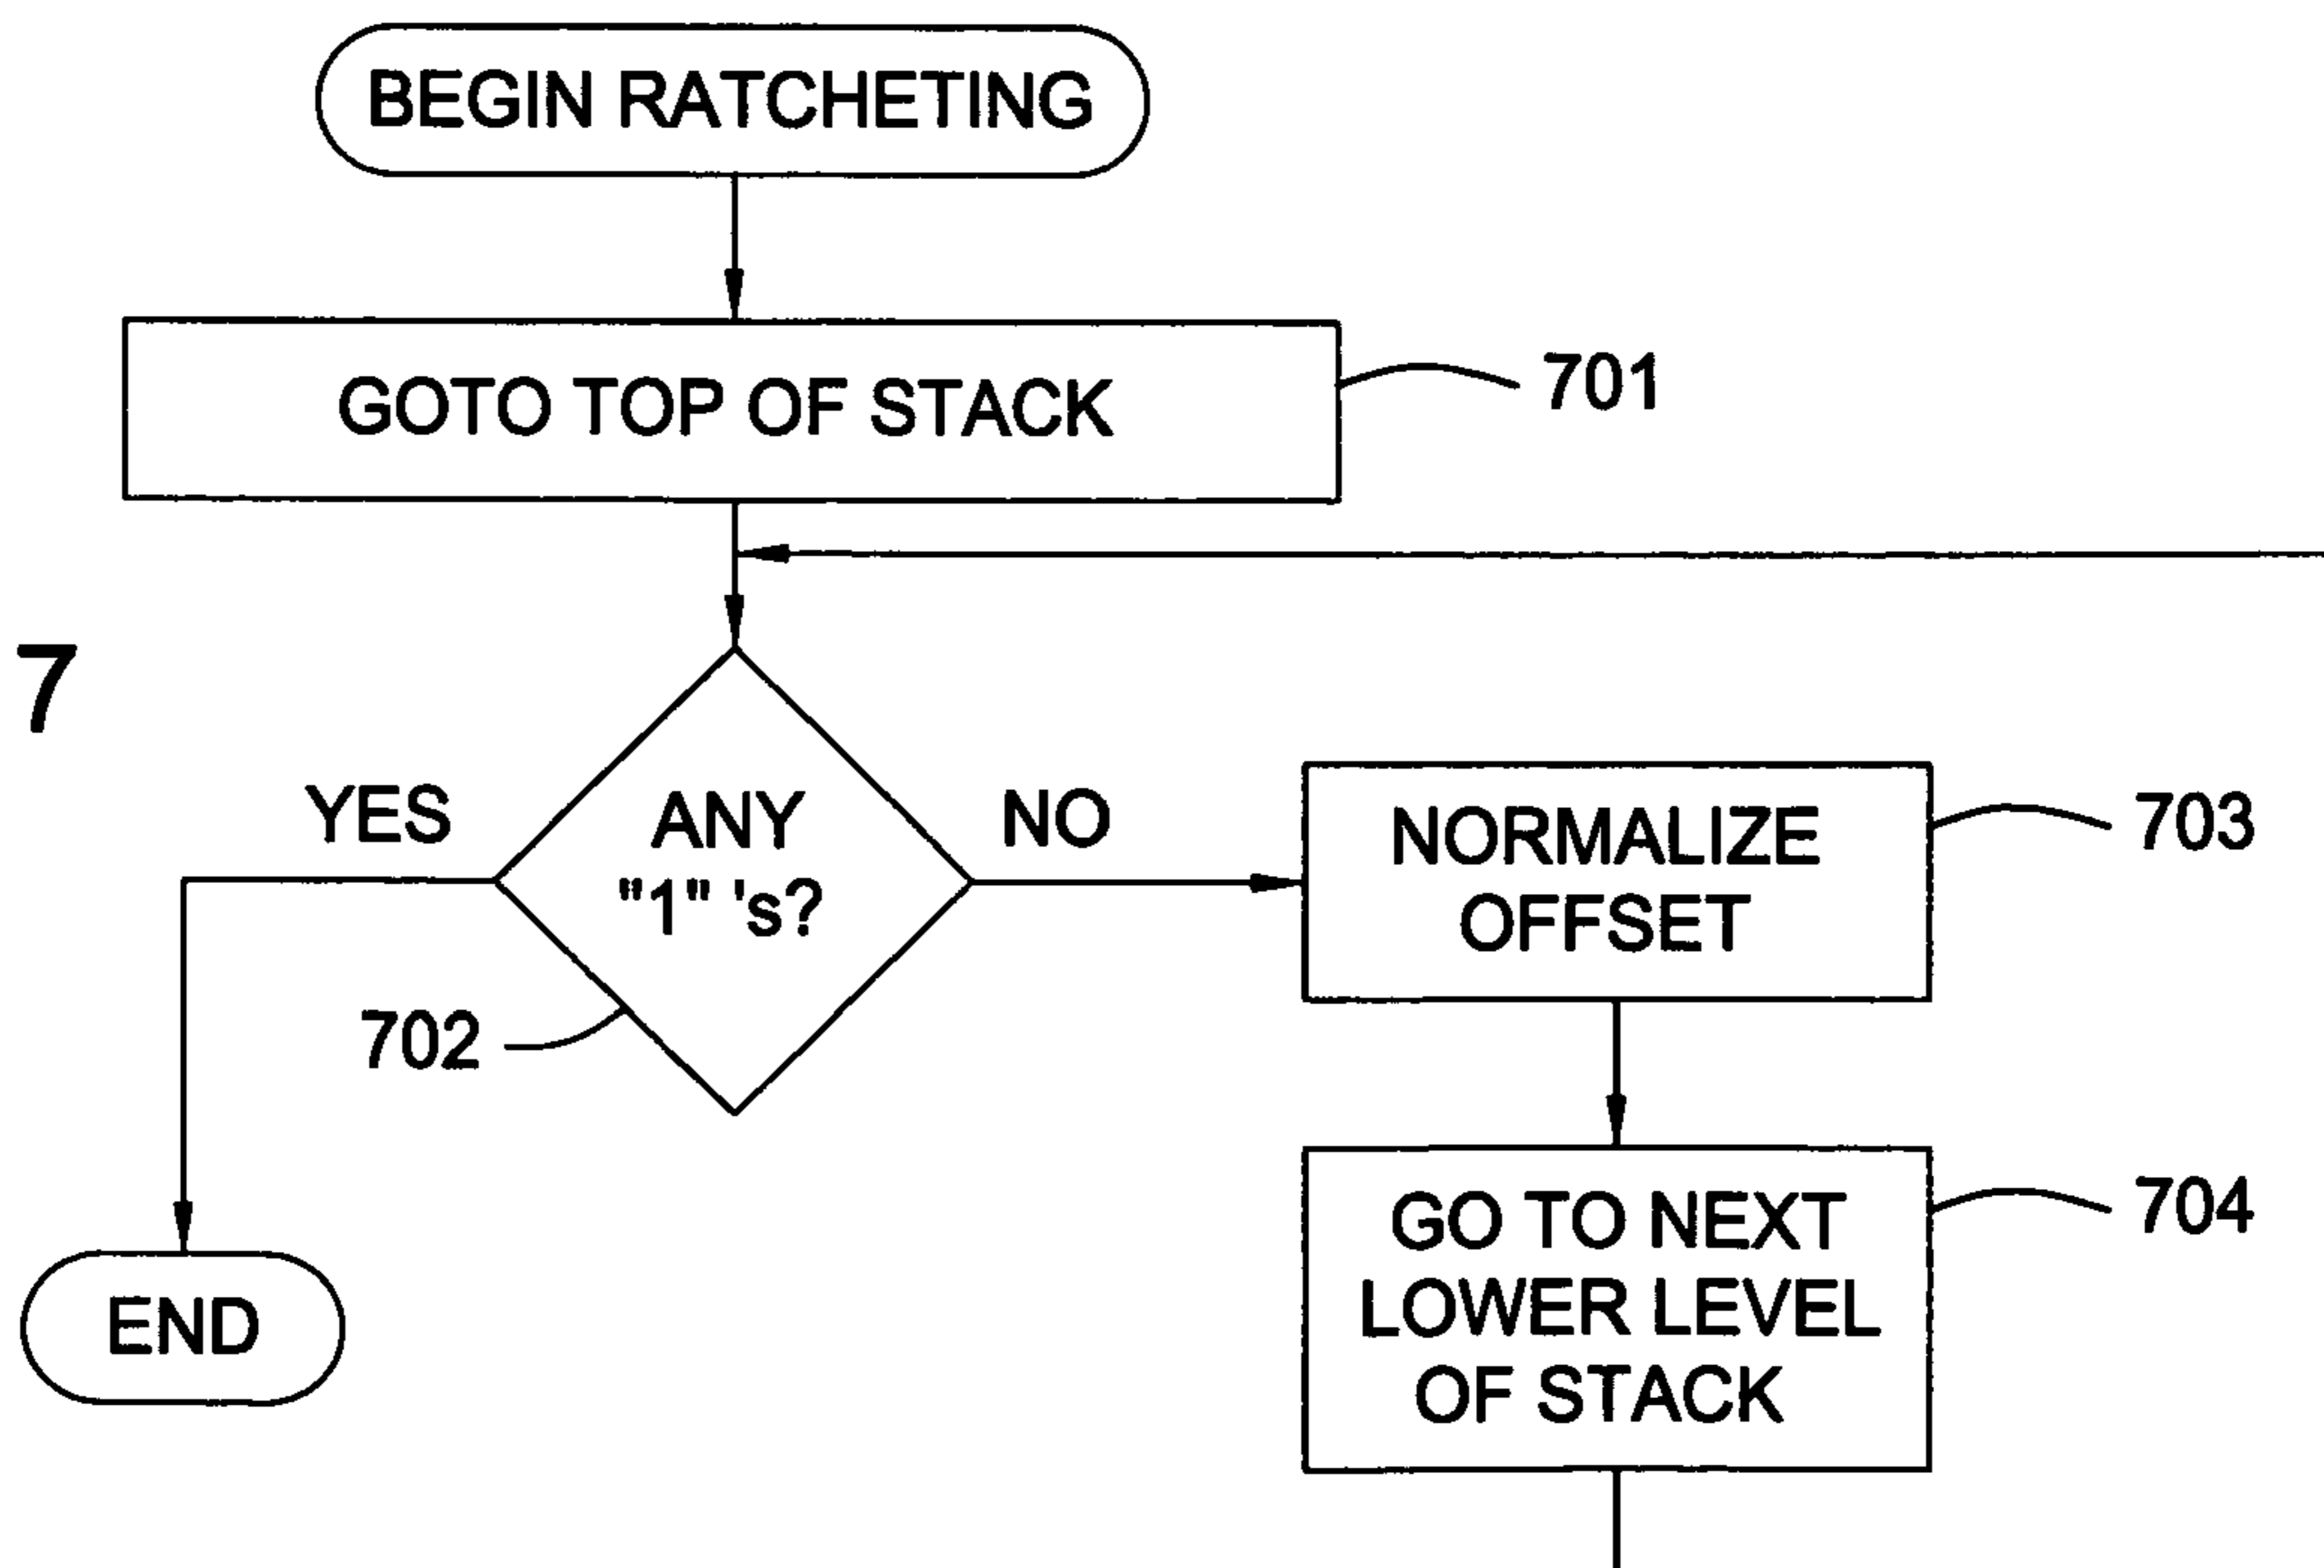 BEGIN RATCHETING
GOTO TOP OF STACK
701
7
YES
ANY
"1" 's?
NO
702
NORMALIZE
OFFSET
703
GO TO NEXT
LOWER LEVEL
OF STACK
704
END